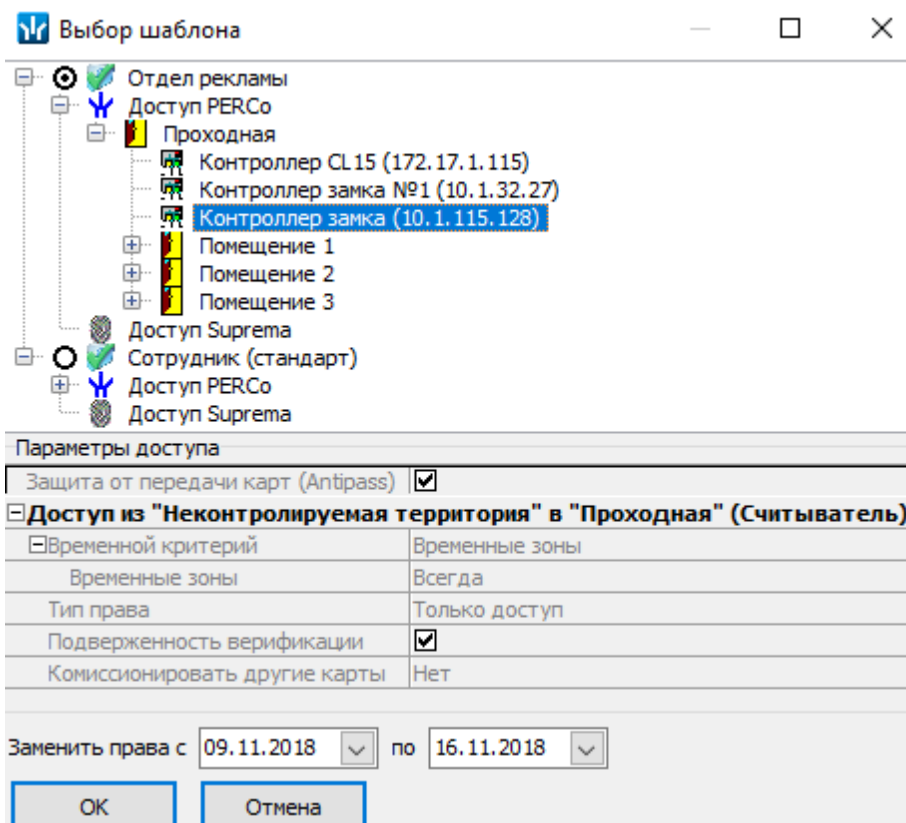 Выбор шаблона
Отдел рекламы
Доступ PERCo
Проходная
Контроллер CL15 (172.17.1.115)
Контроллер замка №1 (10.1.32.27)
Контроллер замка (10.1.115.128)
Помещение 1
Помещение 2
Помещение 3
Доступ Suprema
Сотрудник (стандарт)
Доступ PERCo
Доступ Suprema
Параметры доступа
Защита от передачи карт (Antipass)
Доступ из "Неконтролируемая территория" в "Проходная" (Считыватель)
Временной критерий Временные зоны
Временные зоны Всегда
Тип права Только доступ
Подверженность верификации
Комиссионировать другие карты Нет
Заменить права с 09.11.2018 по 16.11.2018
ОК Отмена